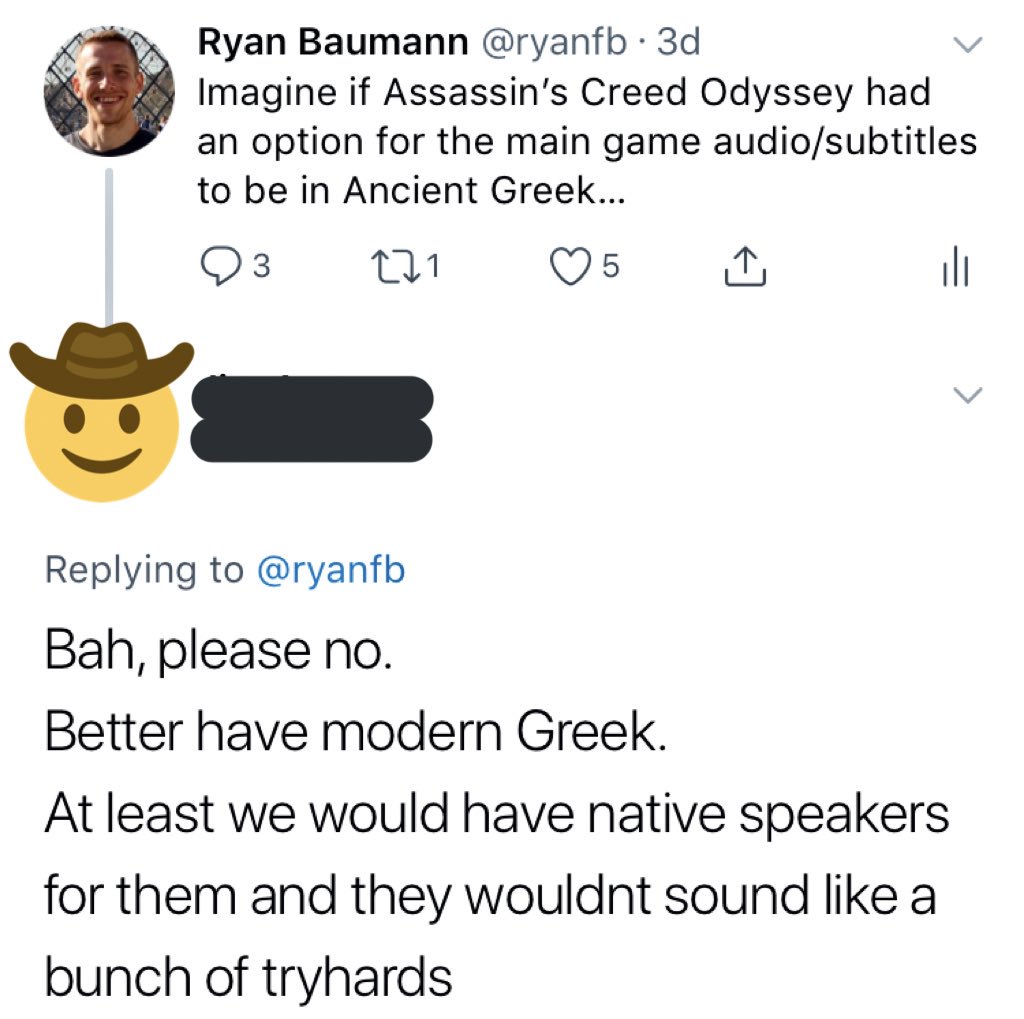 Ryan Baumann @ryanfb · 3d
Imagine if Assassin’s Creed Odyssey had
an option for the main game audio/subtitles
to be in Ancient Greek...
3 1 5
Replying to @ryanfb
Bah, please no.
Better have modern Greek.
At least we would have native speakers
for them and they wouldnt sound like a
bunch of tryhards